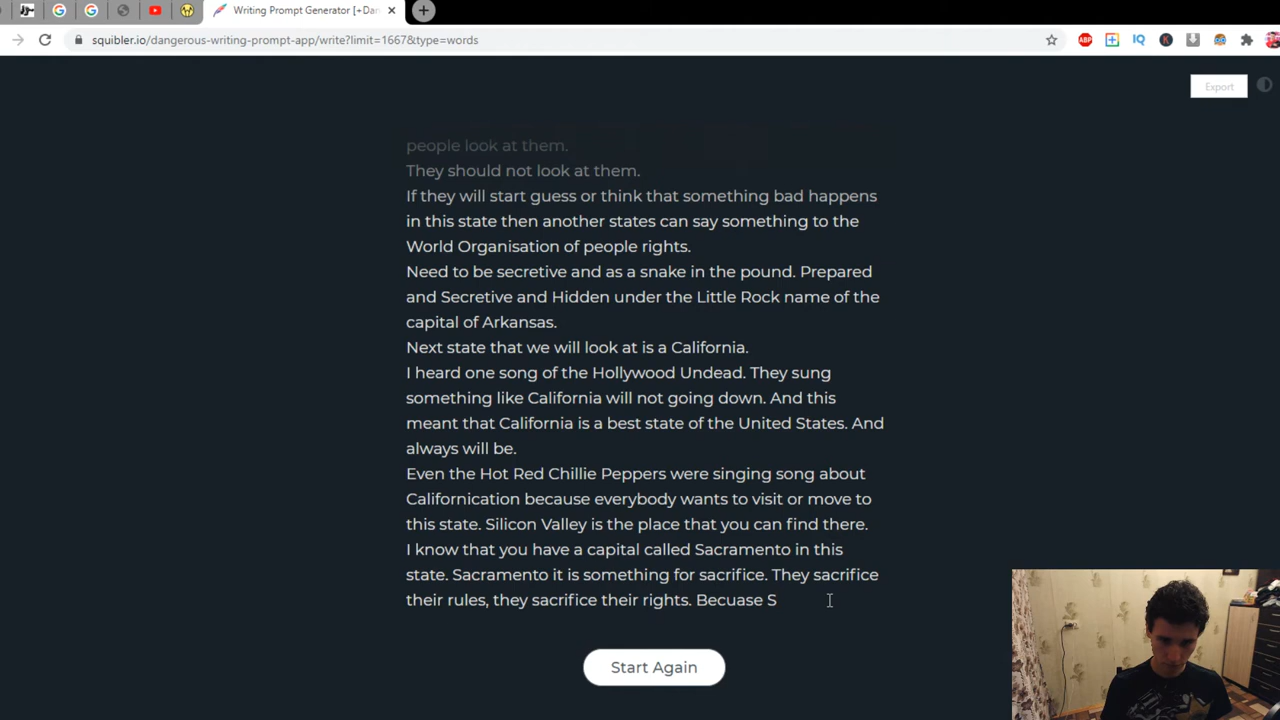 Writing Prompt Generator [+Dan
squibler.io/dangerous-writing-prompt-app/write?limit=1667&type=words
ABP
IQ
K
Export
people look at them.
They should not look at them.
If they will start guess or think that something bad happens
in this state then another states can say something to the
World Organisation of people rights.
Need to be secretive and as a snake in the pound. Prepared
and Secretive and Hidden under the Little Rock name of the
capital of Arkansas.
Next state that we will look at is a California.
I heard one song of the Hollywood Undead. They sung
something like California will not going down. And this
meant that California is a best state of the United States. And
always will be.
Even the Hot Red Chillie Peppers were singing song about
Californication because everybody wants to visit or move to
this state. Silicon Valley is the place that you can find there.
I know that you have a capital called Sacramento in this
state. Sacramento it is something for sacrifice. They sacrifice
their rules, they sacrifice their rights. Becuase S
Start Again